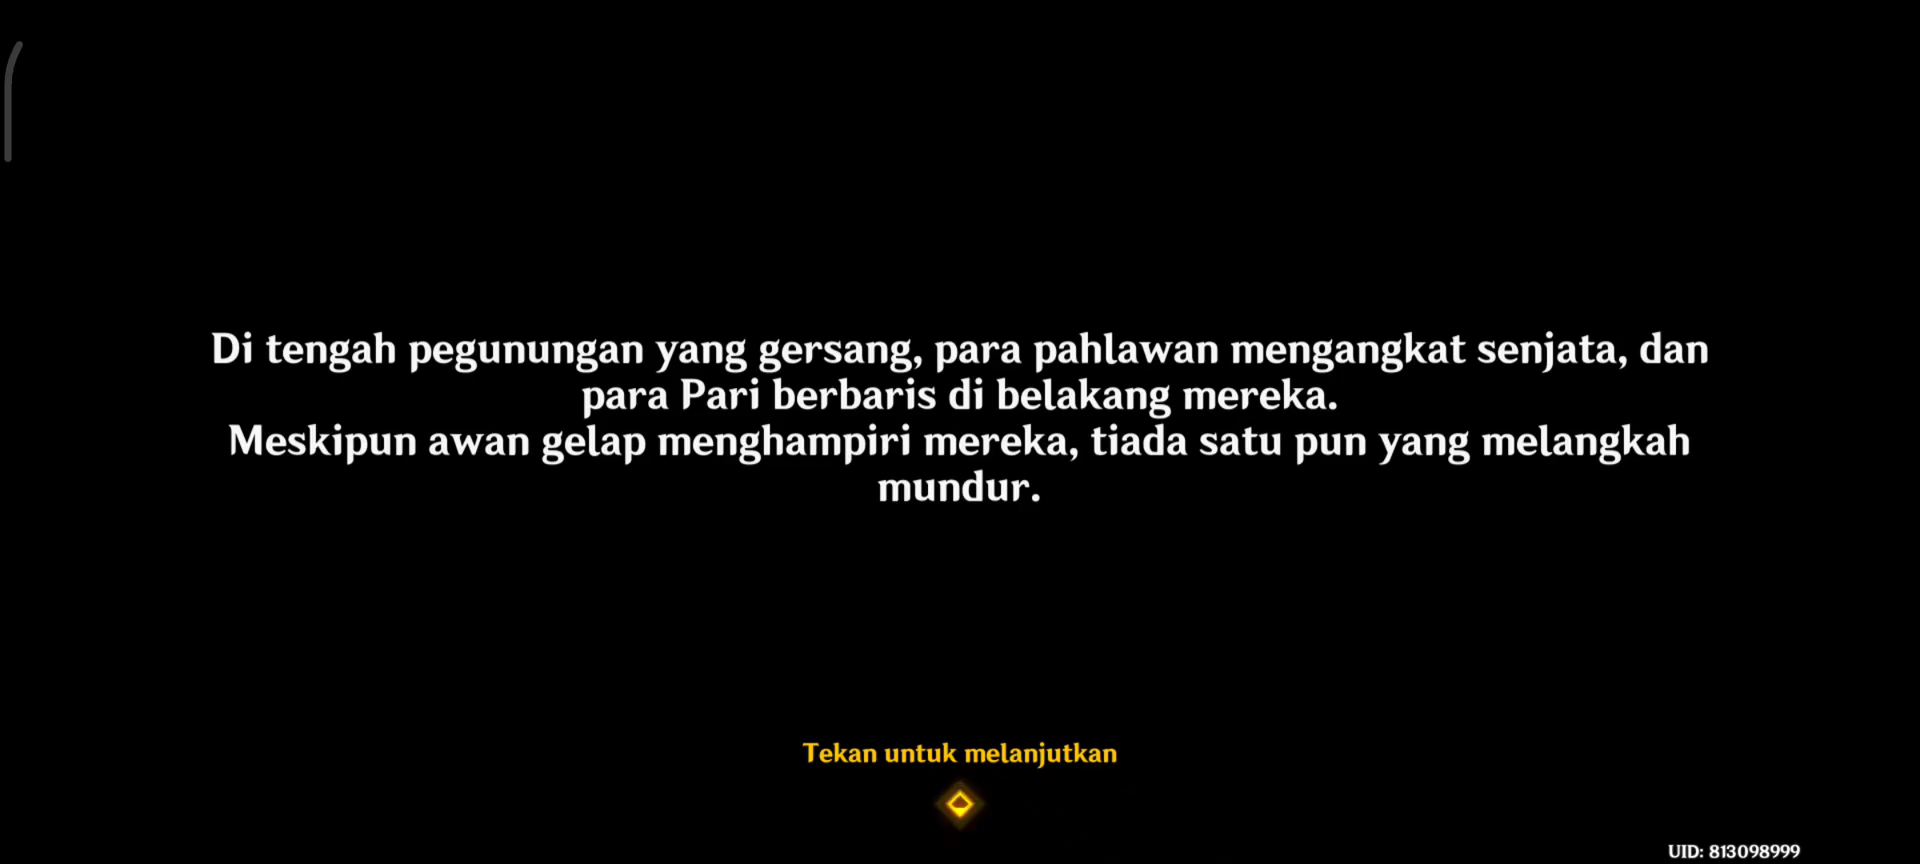 Di tengah pegunungan yang gersang, para pahlawan mengangkat senjata, dan
para Pari berbaris di belakang mereka.
Meskipun awan gelap menghampiri mereka, tiada satu pun yang melangkah
mundur.
Tekan untuk melanjutkan
UID: 813098999